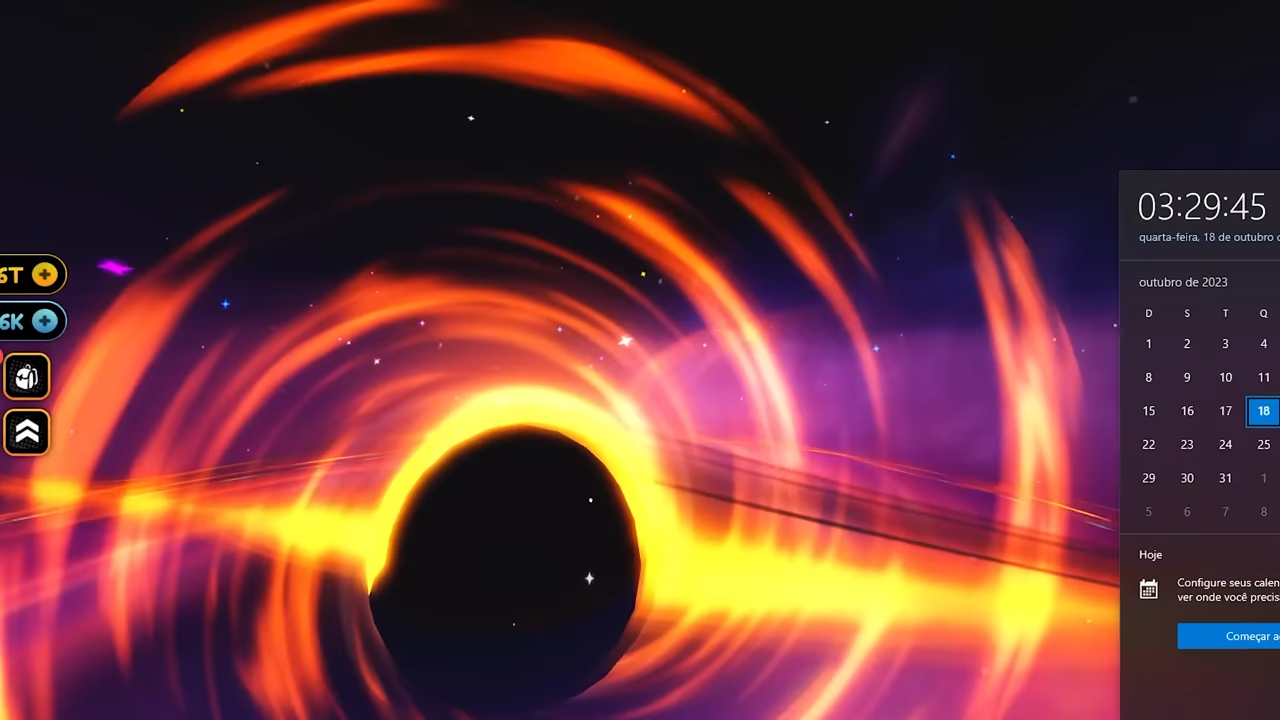 6T
6K
03:29:45
quarta-feira, 18 de outubro
outubro de 2023
D S T Q
1 2 3 4
8 9 10 11
15 16 17 18
22 23 24 25
29 30 31 1
5 6 7 8
Hoje
Configure seus calen
ver onde você precis
Começar a